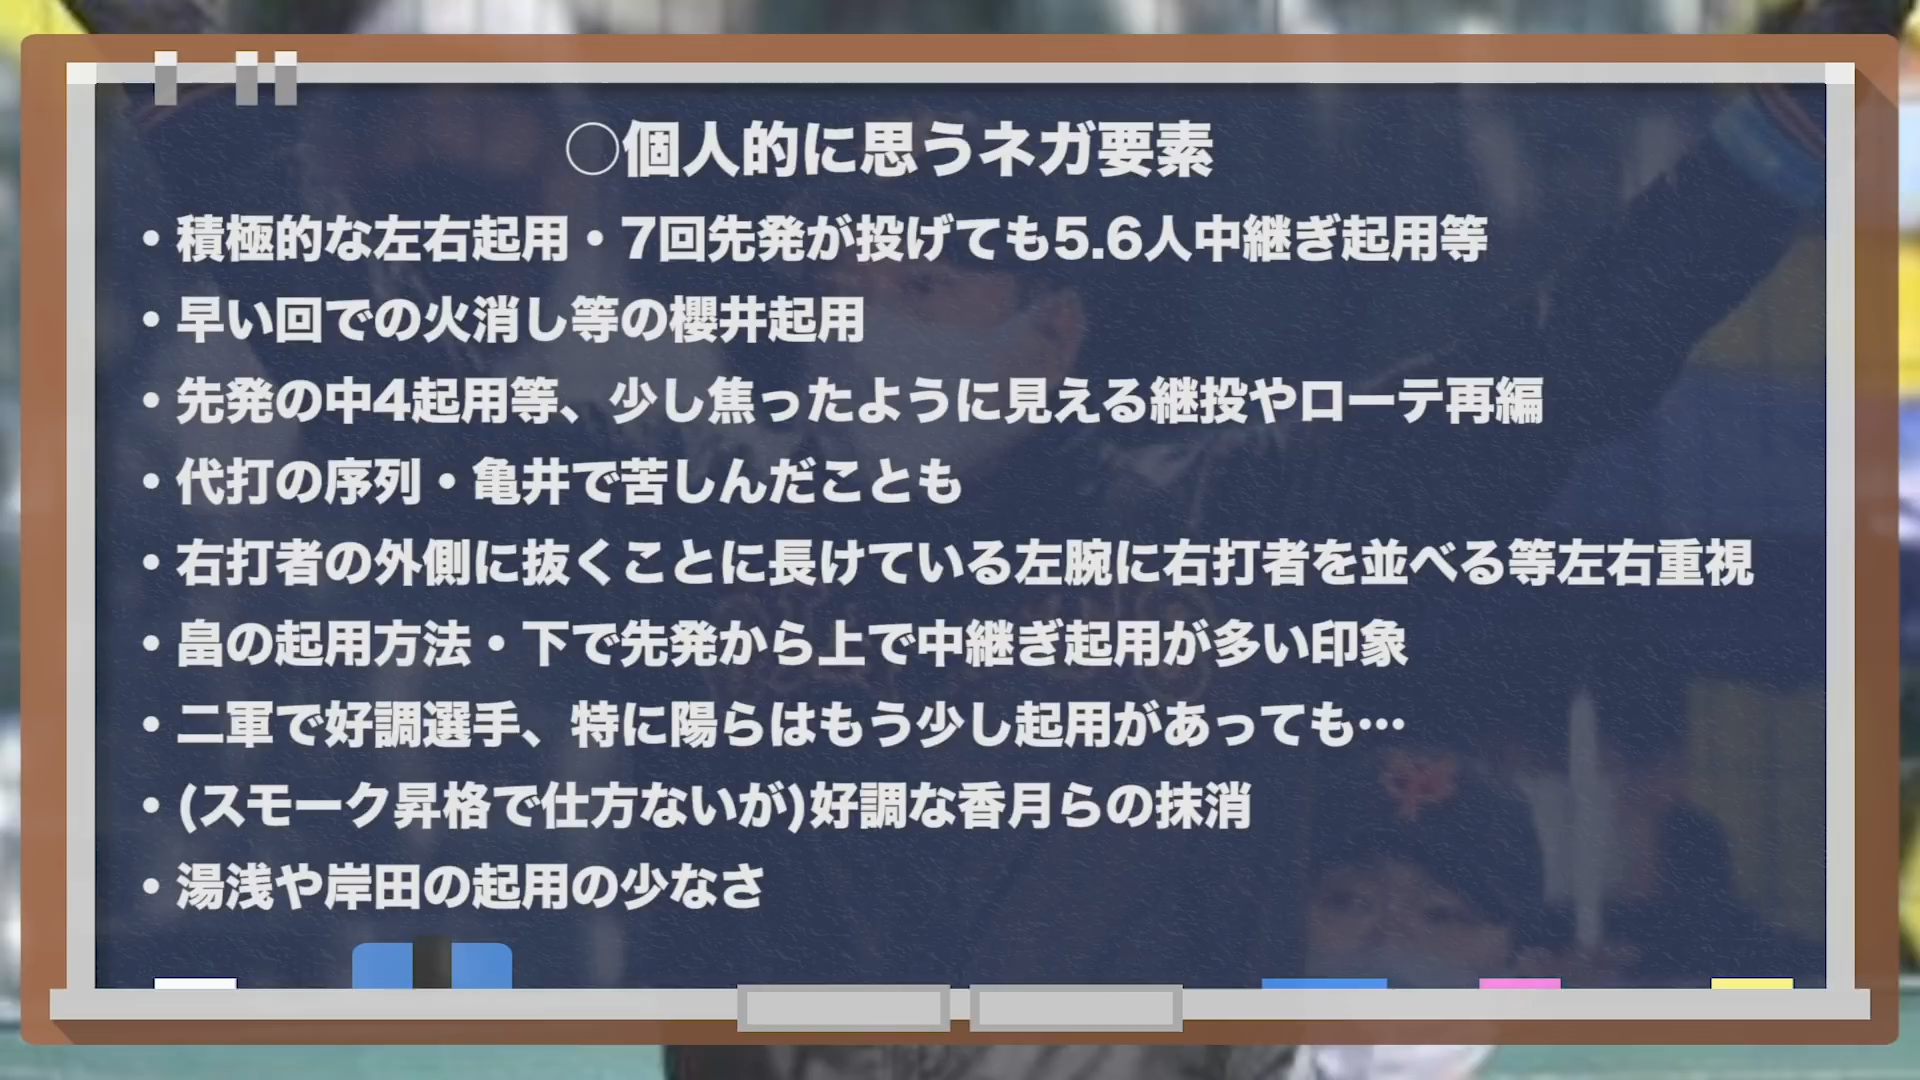 ○個人的に思うネガ要素
・積極的な左右起用・7回先発が投げても5.6人中継ぎ起用等
・早い回での火消し等の櫻井起用
・先発の中4起用等、少し焦ったように見える継投やローテ再編
・代打の序列・亀井で苦しんだことも
・右打者の外側に抜くことに長けている左腕に右打者を並べる等左右重視
・畠の起用方法・下で先発から上で中継ぎ起用が多い印象
・二軍で好調選手、特に陽らはもう少し起用があっても…
・(スモーク昇格で仕方ないが)好調な香月らの抹消
・湯浅や岸田の起用の少なさ